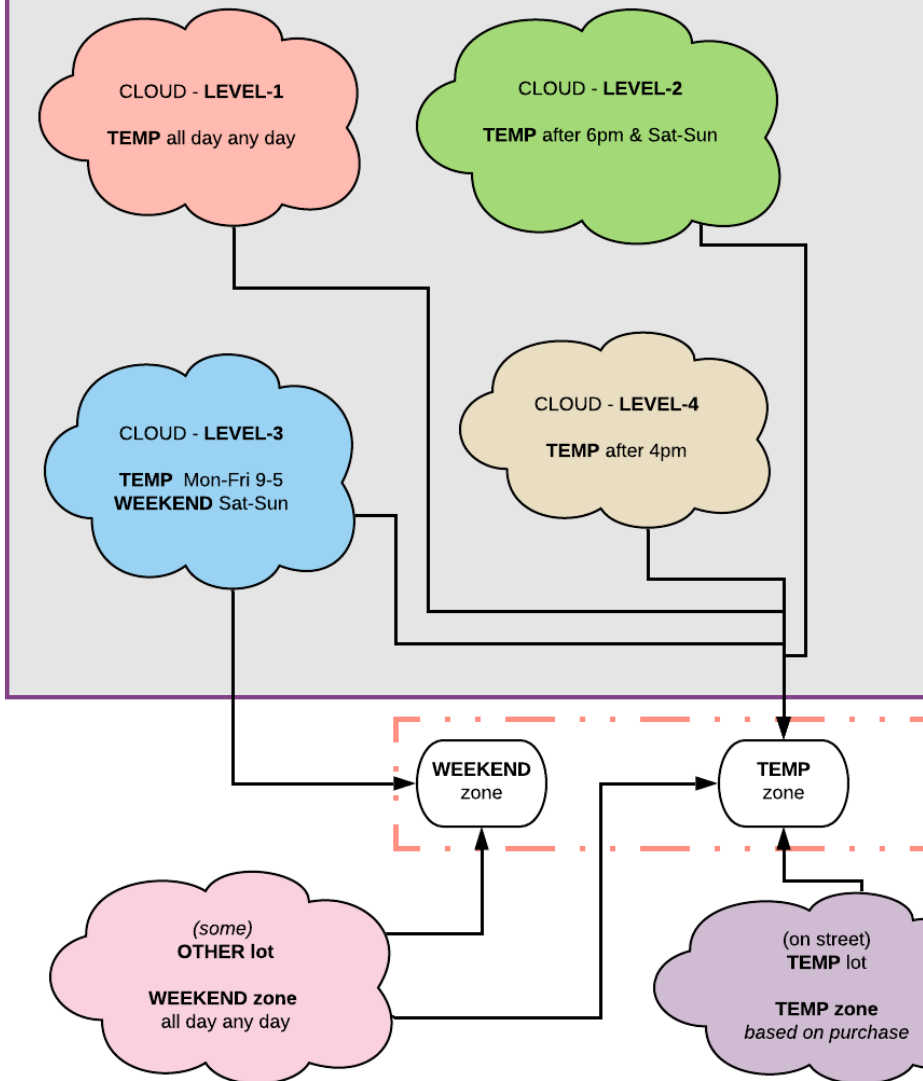 CLOUD - LEVEL-1
TEMP all day any day
CLOUD - LEVEL-2
TEMP after 6pm & Sat-Sun
CLOUD - LEVEL-3
TEMP Mon-Fri 9-5
WEEKEND Sat-Sun
CLOUD - LEVEL-4
TEMP after 4pm
WEEKEND
zone
TEMP
zone
(some)
OTHER lot
WEEKEND zone
all day any day
(on street)
TEMP lot
TEMP zone
based on purchase